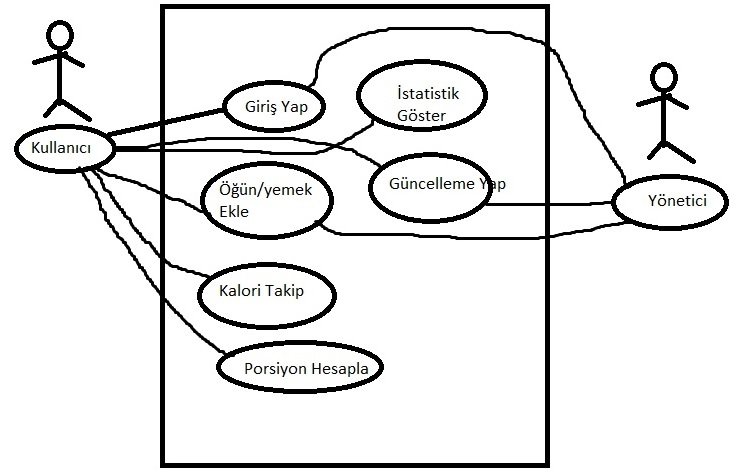 Kullanıcı
Giriş Yap
İstatistik
Göster
Öğün/yemek
Ekle
Güncelleme Yap
Yönetici
Kalori Takip
Porsiyon Hesapla